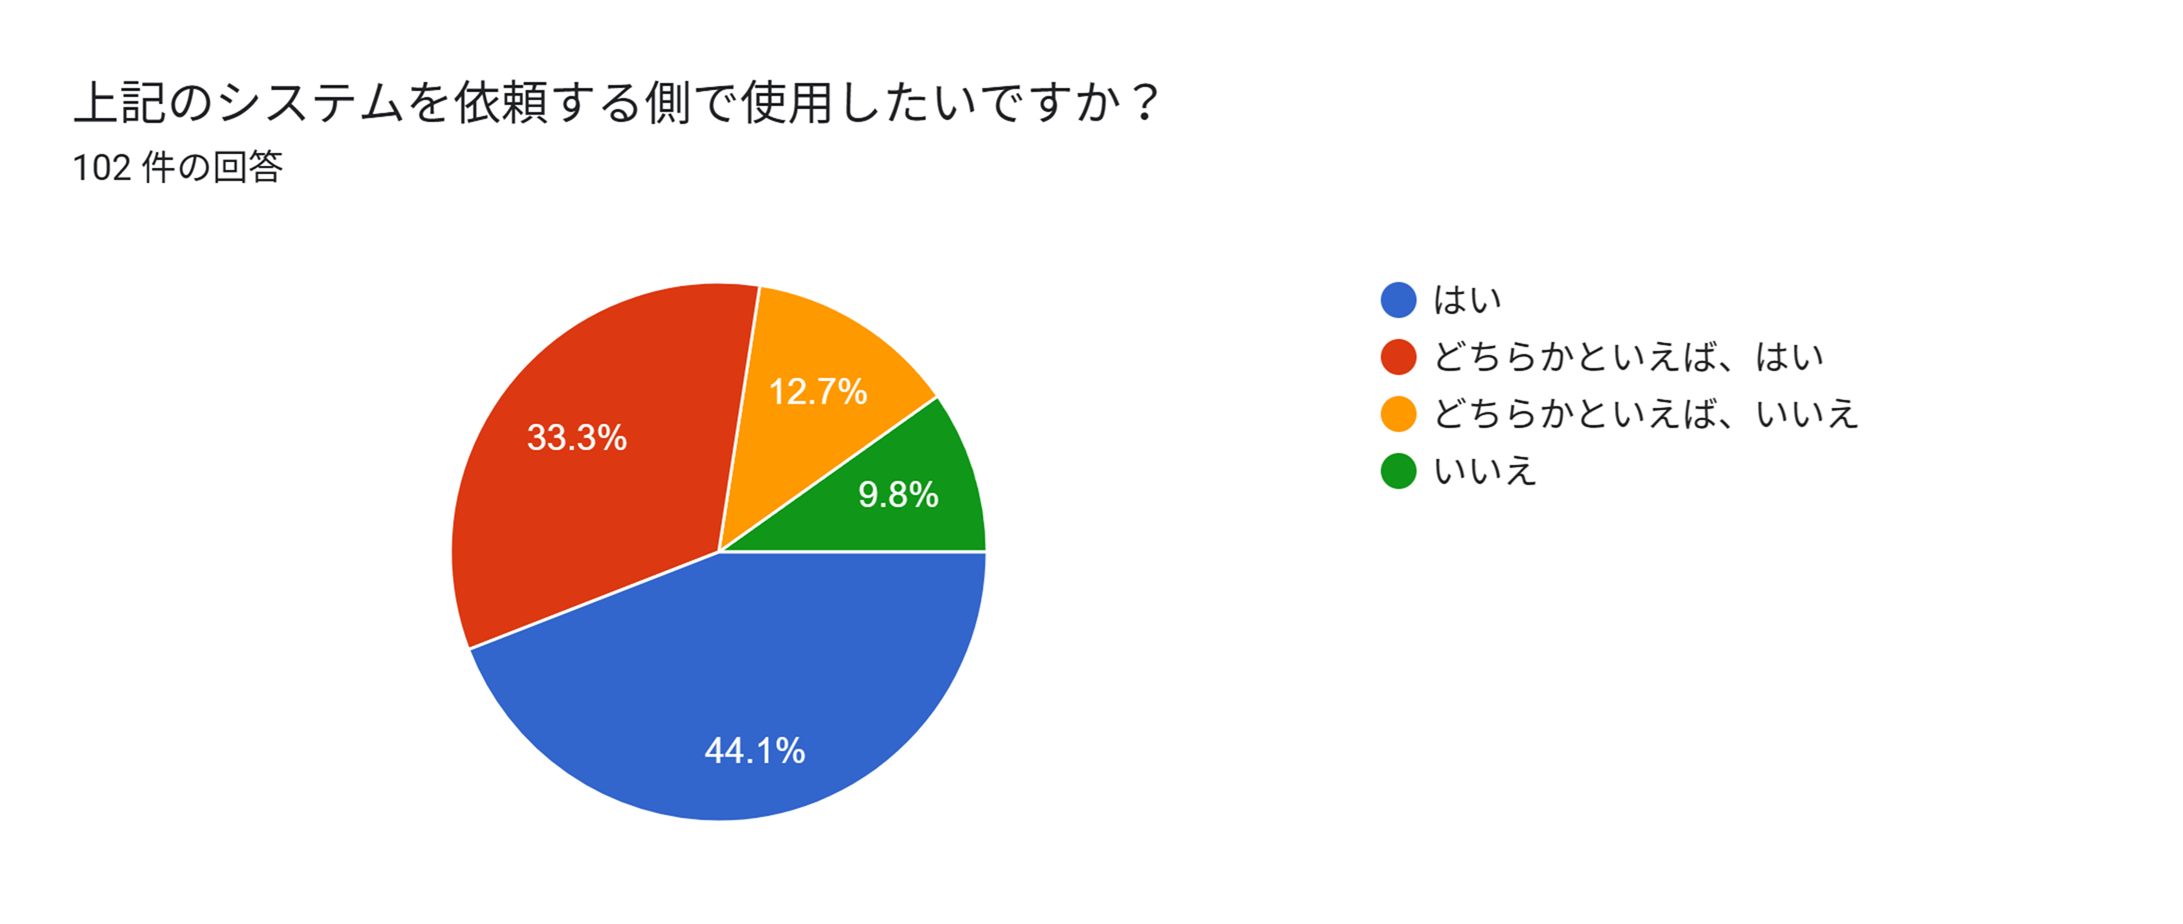 上記のシステムを依頼する側で使用したいですか？
102 件の回答
はい
どちらかといえば、はい
どちらかといえば、いいえ
いいえ
12.7%
33.3%
9.8%
44.1%